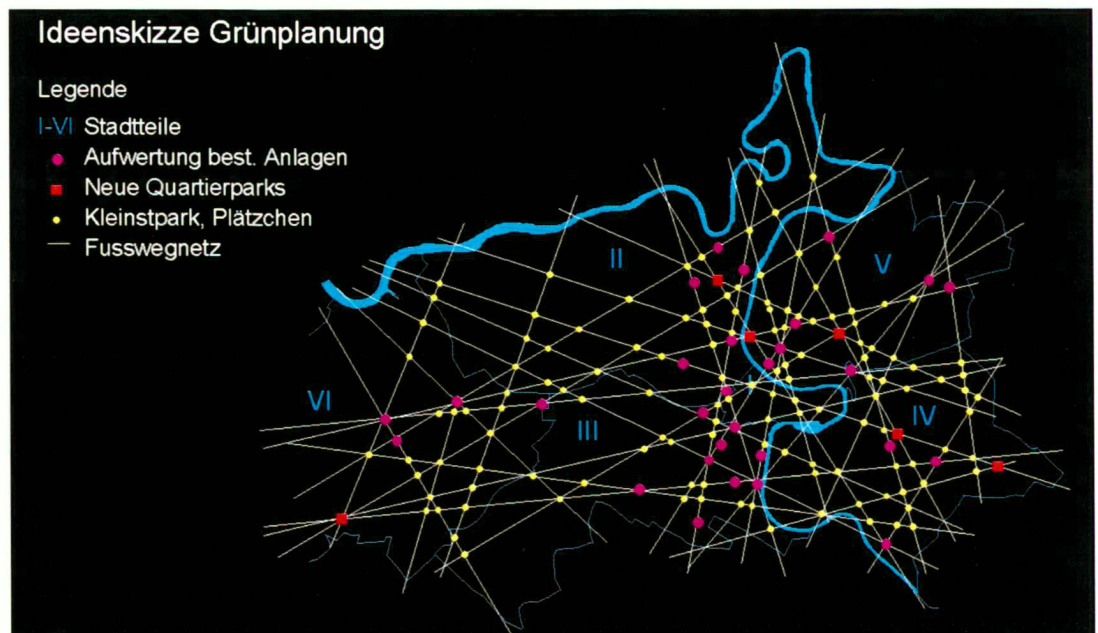 Ideenskizze Grünplanung
Legende
I-VI Stadtteile
Aufwertung best. Anlagen
Neue Quartierparks
Kleinstpark, Plätzchen
Fusswegnetz
II
V
I
VI
III
IV